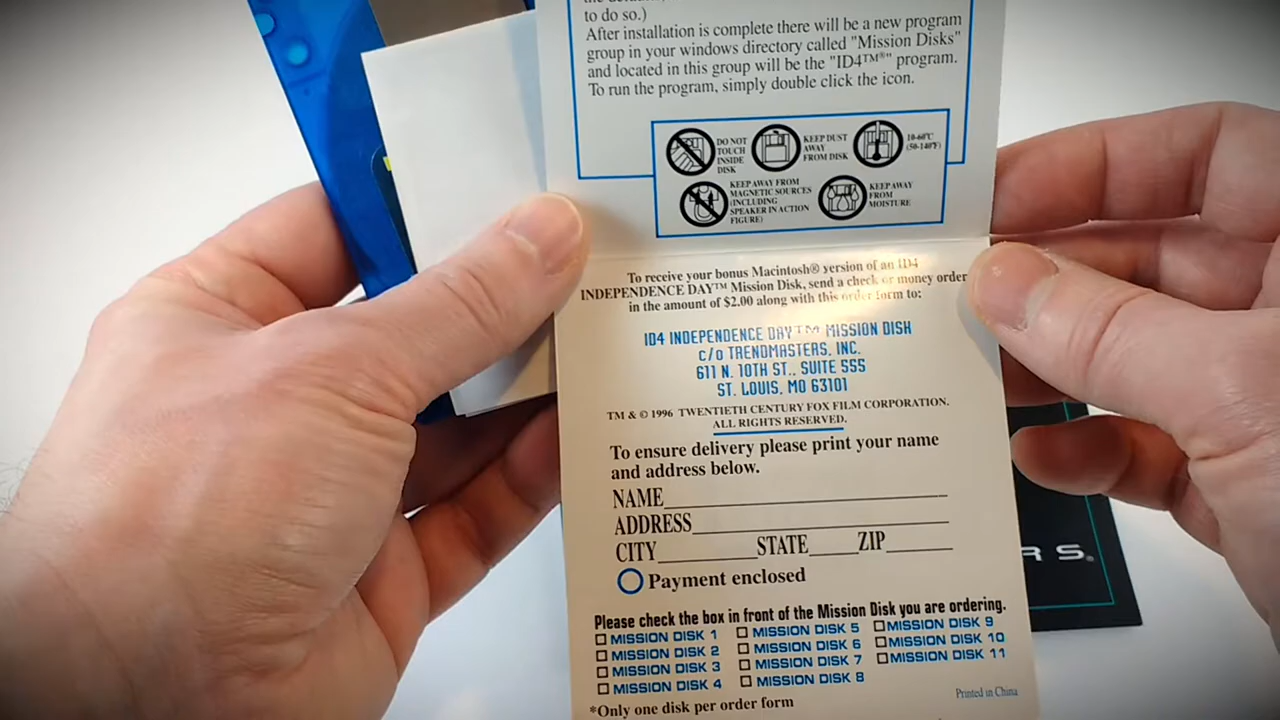 to do so.)
After installation is complete there will be a new program
group in your windows directory called "Mission Disks"
and located in this group will be the "ID4™®" program.
To run the program, simply double click the icon.
DO NOT
TOUCH
INSIDE
DISK
KEEP DUST
AWAY
FROM DISK
10-60°C
(50-140°F)
KEEP AWAY FROM
MAGNETIC SOURCES
(INCLUDING
SPEAKER IN ACTION
FIGURE)
KEEP AWAY
FROM
MOISTURE
To receive your bonus Macintosh® version of an ID4
INDEPENDENCE DAY™ Mission Disk, send a check or money order
in the amount of $2.00 along with this order form to:
ID4 INDEPENDENCE DAY™ MISSION DISH
c/o TRENDMASTERS, INC.
611 N. 10TH ST., SUITE 555
ST. LOUIS, MO 63101
TM & © 1996 TWENTIETH CENTURY FOX FILM CORPORATION.
ALL RIGHTS RESERVED.
To ensure delivery please print your name
and address below.
NAME
ADDRESS
CITY STATE ZIP
Payment enclosed
Please check the box in front of the Mission Disk you are ordering.
MISSION DISK 1 MISSION DISK 5 MISSION DISK 9
MISSION DISK 2 MISSION DISK 6 MISSION DISK 10
MISSION DISK 3 MISSION DISK 7 MISSION DISK 11
MISSION DISK 4 MISSION DISK 8
*Only one disk per order form
Printed in China
RS®